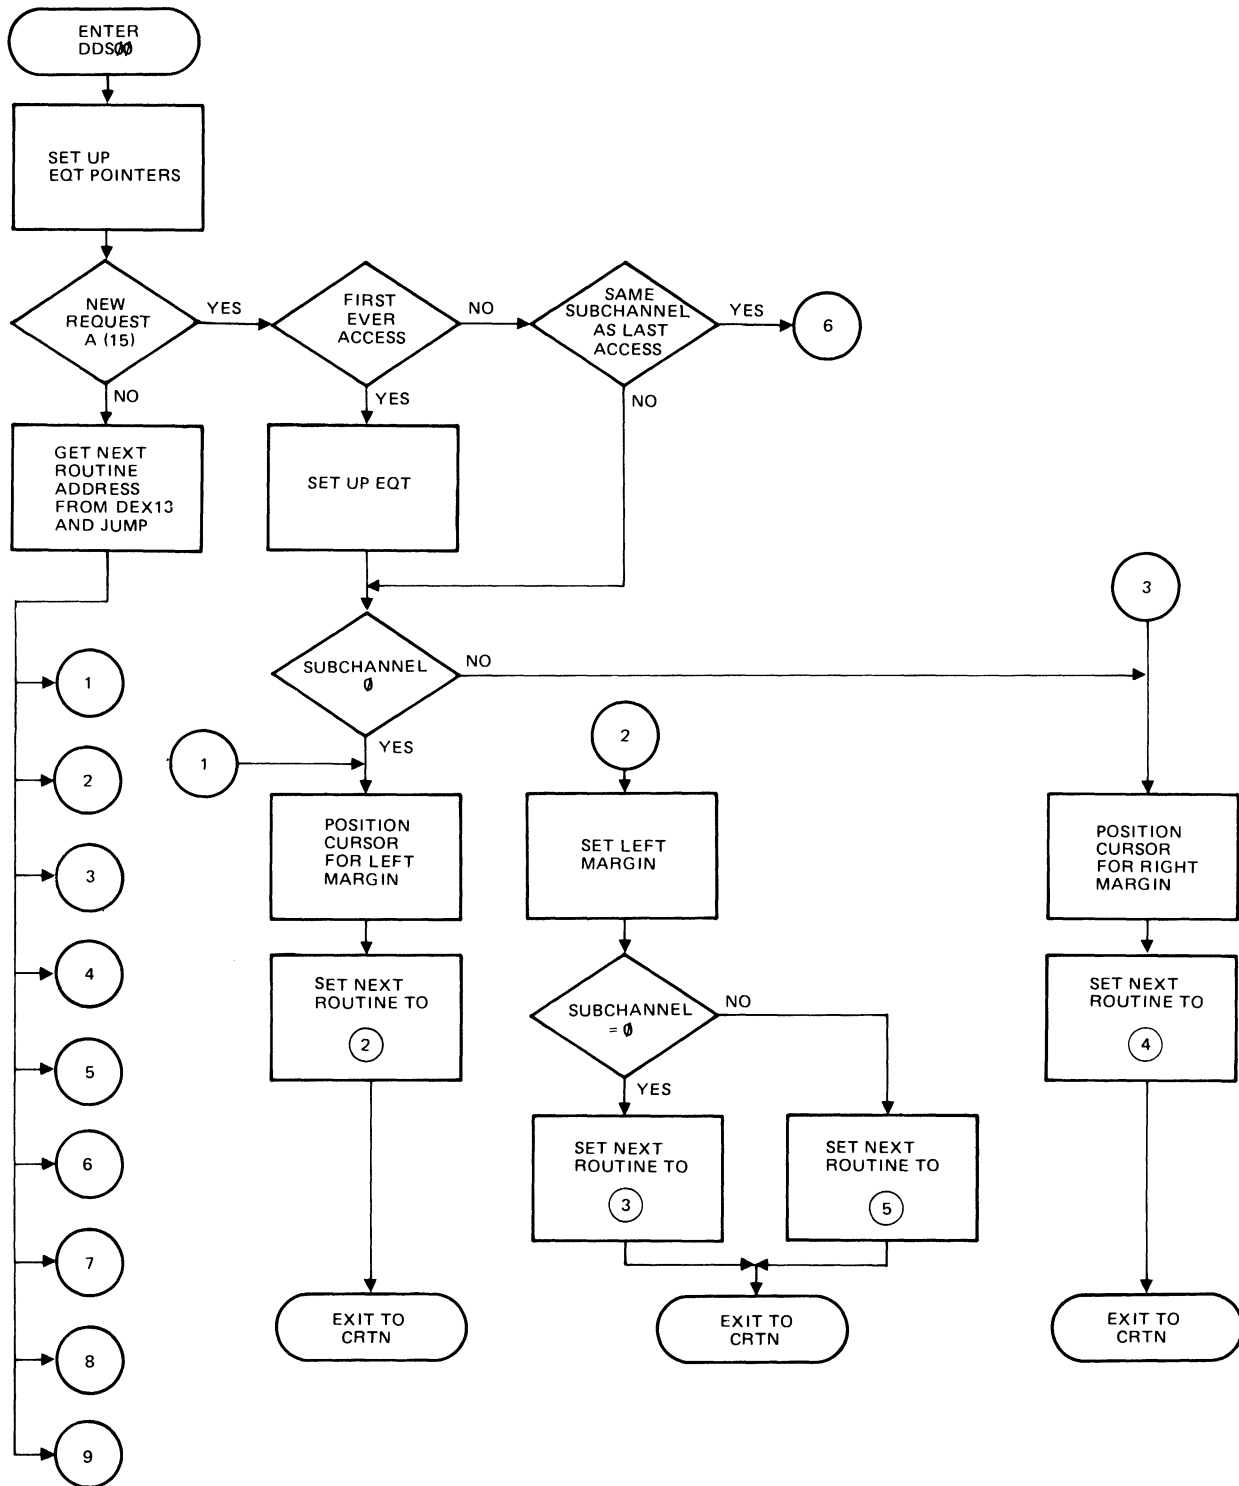 ENTER
DDS00
SET UP
EQT POINTERS
NEW
REQUEST
A (15)
YES
FIRST
EVER
ACCESS
NO
SAME
SUBCHANNEL
AS LAST
ACCESS
YES
6
NO
YES
NO
GET NEXT
ROUTINE
ADDRESS
FROM DEX13
AND JUMP
SET UP EQT
3
SUBCHANNEL
0
NO
YES
1
2
3
4
5
6
7
8
9
1
POSITION
CURSOR
FOR LEFT
MARGIN
SET NEXT
ROUTINE TO
2
EXIT TO
CRTN
2
SET LEFT
MARGIN
SUBCHANNEL
= 0
NO
YES
SET NEXT
ROUTINE TO
3
SET NEXT
ROUTINE TO
5
EXIT TO
CRTN
POSITION
CURSOR
FOR RIGHT
MARGIN
SET NEXT
ROUTINE TO
4
EXIT TO
CRTN